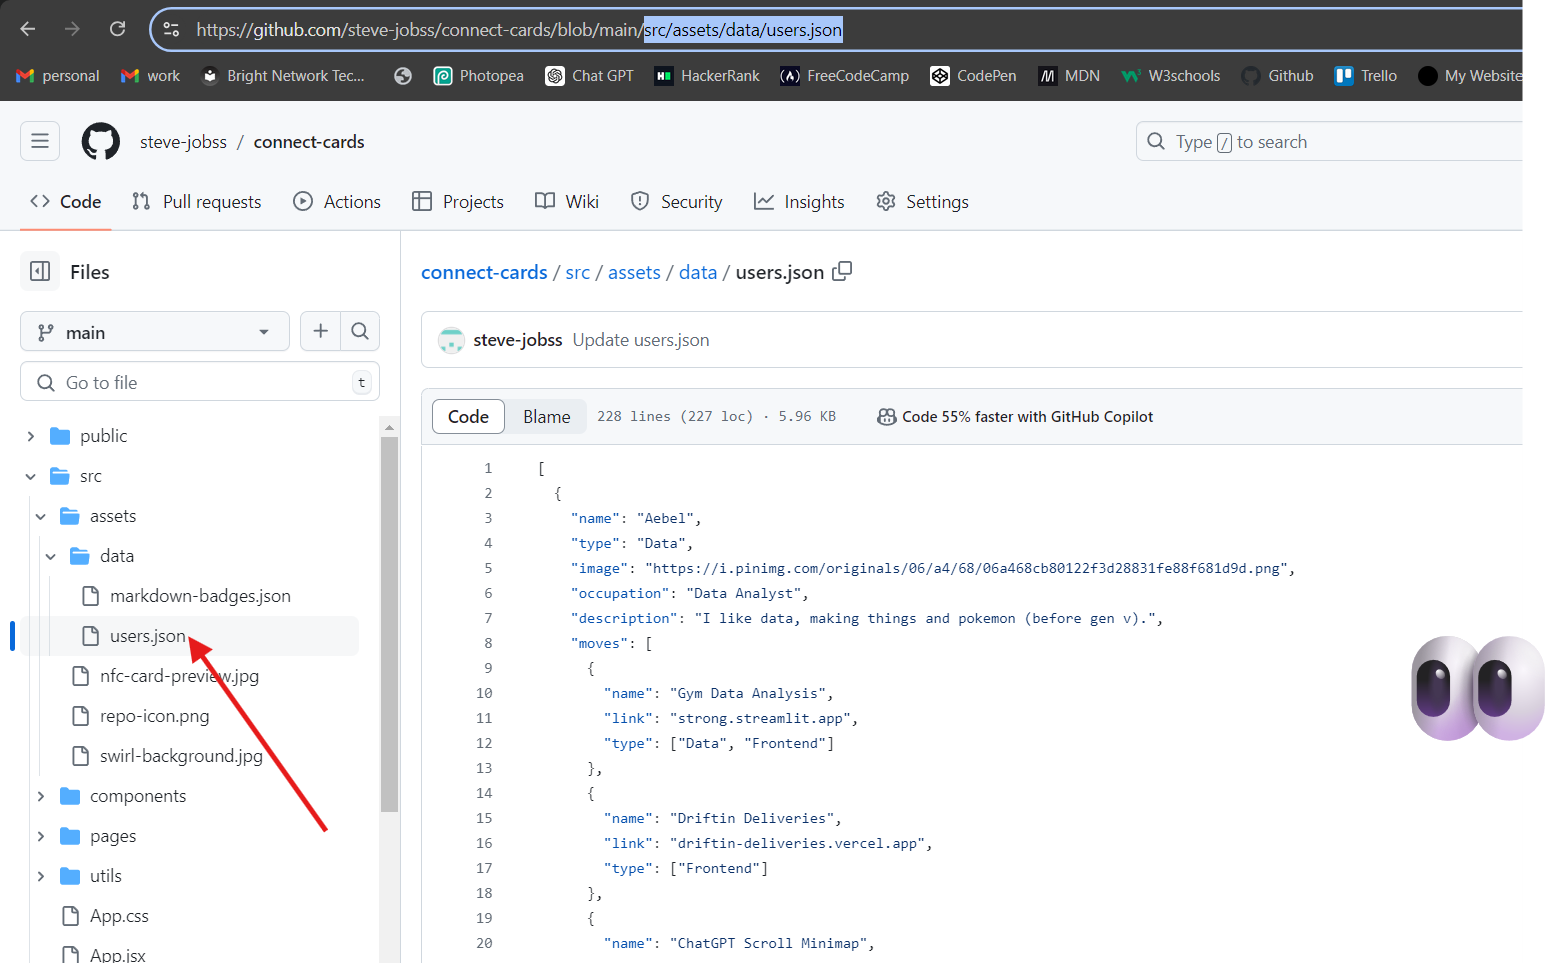 https://github.com/steve-jobss/connect-cards/blob/main/src/assets/data/users.json
personal work Bright Network Tec... Photopea Chat GPT HackerRank FreeCodeCamp CodePen MDN W3schools Github Trello My Website
steve-jobss / connect-cards
Type / to search
Code Pull requests Actions Projects Wiki Security Insights Settings
Files
main
Go to file t
public
src
assets
data
markdown-badges.json
users.json
nfc-card-preview.jpg
repo-icon.png
swirl-background.jpg
components
pages
utils
App.css
App.jsx
connect-cards / src / assets / data / users.json
steve-jobss Update users.json
Code Blame 228 lines (227 loc) · 5.96 KB Code 55% faster with GitHub Copilot
1 [
2 {
3 "name": "Aebel",
4 "type": "Data",
5 "image": "https://i.pinimg.com/originals/06/a4/68/06a468cb80122f3d28831fe88f681d9d.png",
6 "occupation": "Data Analyst",
7 "description": "I like data, making things and pokemon (before gen v).",
8 "moves": [
9 {
10 "name": "Gym Data Analysis",
11 "link": "strong.streamlit.app",
12 "type": ["Data", "Frontend"]
13 },
14 {
15 "name": "Driftin Deliveries",
16 "link": "driftin-deliveries.vercel.app",
17 "type": ["Frontend"]
18 },
19 {
20 "name": "ChatGPT Scroll Minimap",